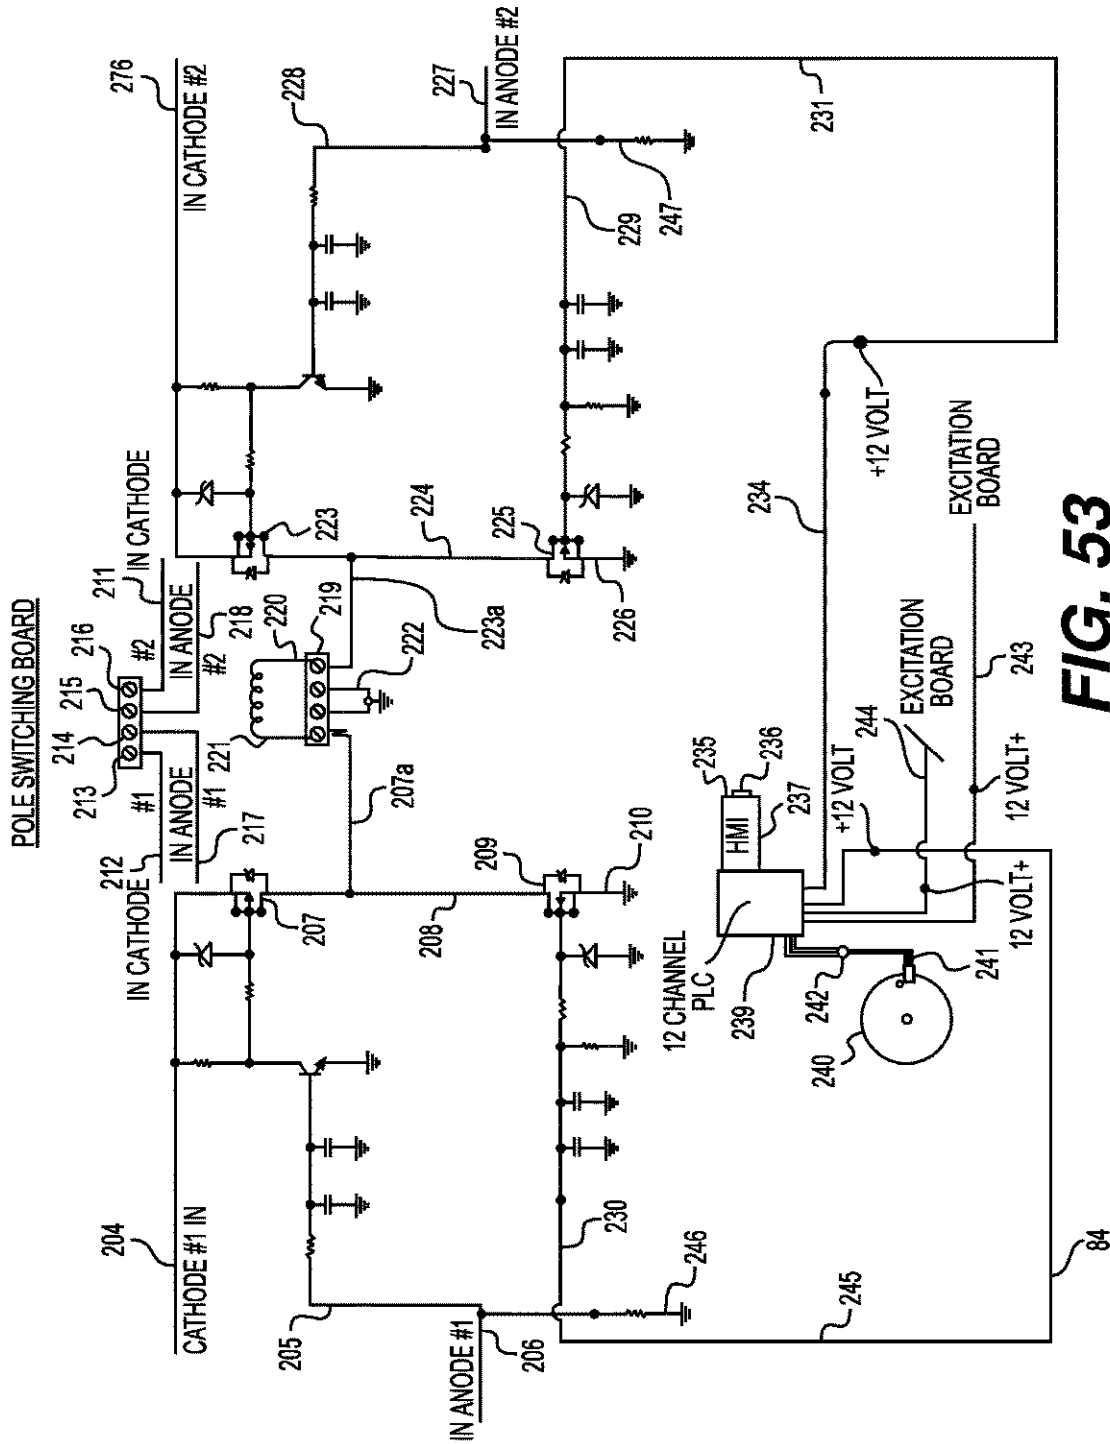 POLE SWITCHING BOARD
276
IN CATHODE #2
228
227
IN ANODE #2
231
229
247
223
224
225
226
223a
219
220
221
222
211
IN CATHODE
#2
216
215
214
213
IN ANODE
#2
218
#1
IN ANODE
#1
217
212
IN CATHODE
207a
207
208
209
210
204
CATHODE #1 IN
205
IN ANODE #1
206
230
246
245
84
12 CHANNEL
PLC
239
HMI
235
236
237
234
+12 VOLT
+12 VOLT
EXCITATION
BOARD
EXCITATION
BOARD
244
243
12 VOLT+
12 VOLT+
240
241
242
FIG. 53